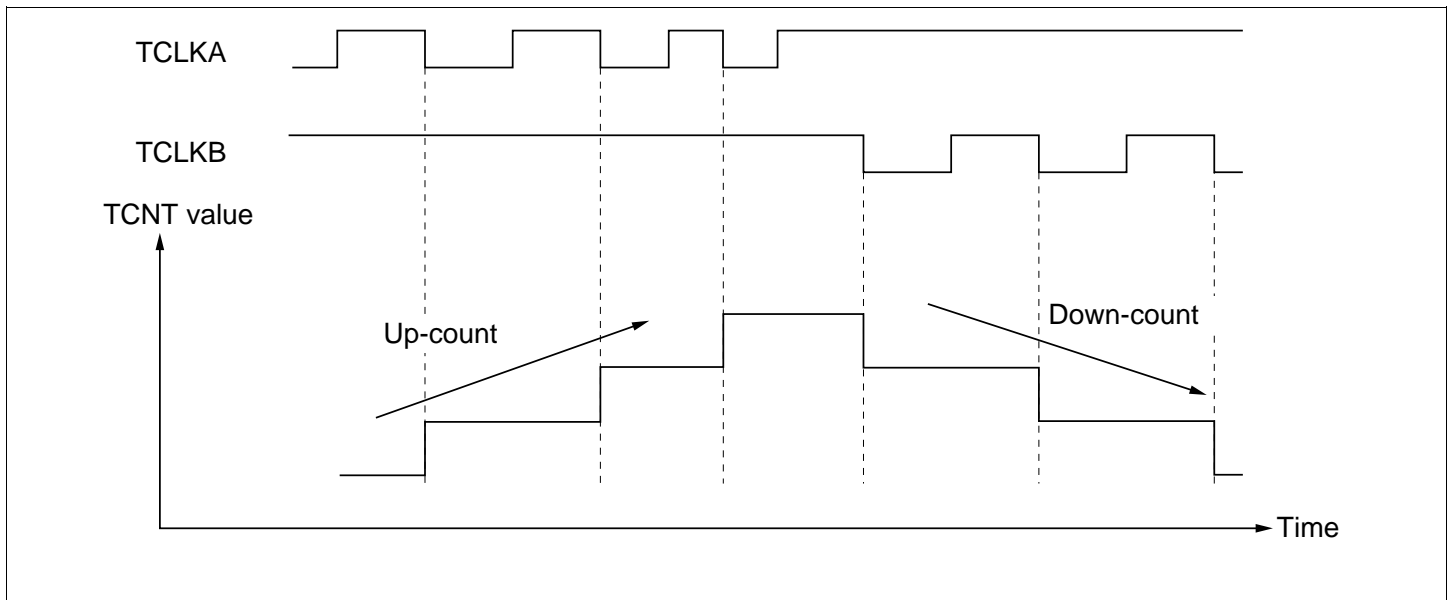 TCLKA
TCLKB
TCNT value
Up-count
Down-count
Time